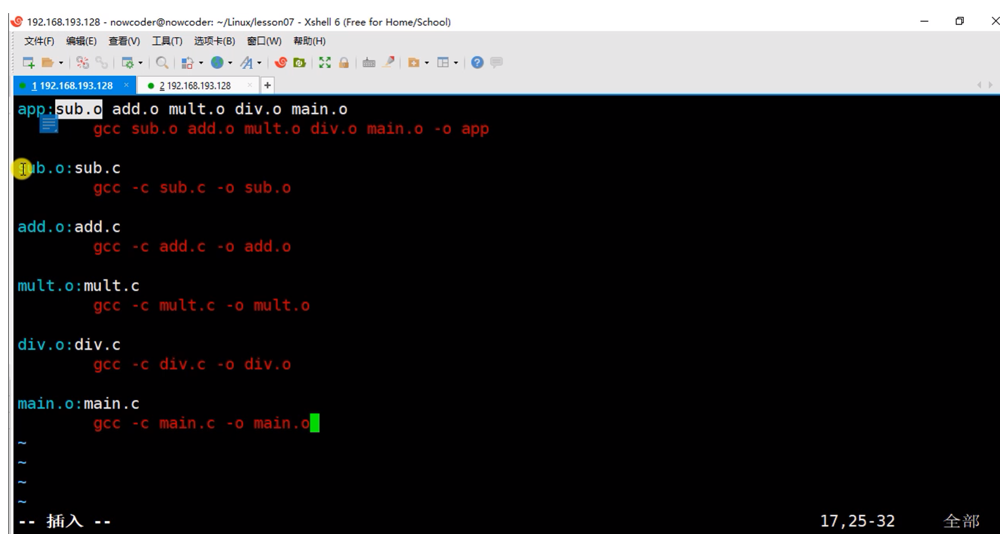 192.168.193.128 - nowcoder@nowcoder: ~/Linux/lesson07 - Xshell 6 (Free for Home/School)
文件(F) 编辑(E) 查看(V) 工具(T) 选项卡(B) 窗口(W) 帮助(H)
1 192.168.193.128 × 2 192.168.193.128 × +
app:sub.o add.o mult.o div.o main.o
gcc sub.o add.o mult.o div.o main.o -o app
sub.o:sub.c
gcc -c sub.c -o sub.o
add.o:add.c
gcc -c add.c -o add.o
mult.o:mult.c
gcc -c mult.c -o mult.o
div.o:div.c
gcc -c div.c -o div.o
main.o:main.c
gcc -c main.c -o main.o
~
~
~
~
-- 插入 -- 17,25-32 全部